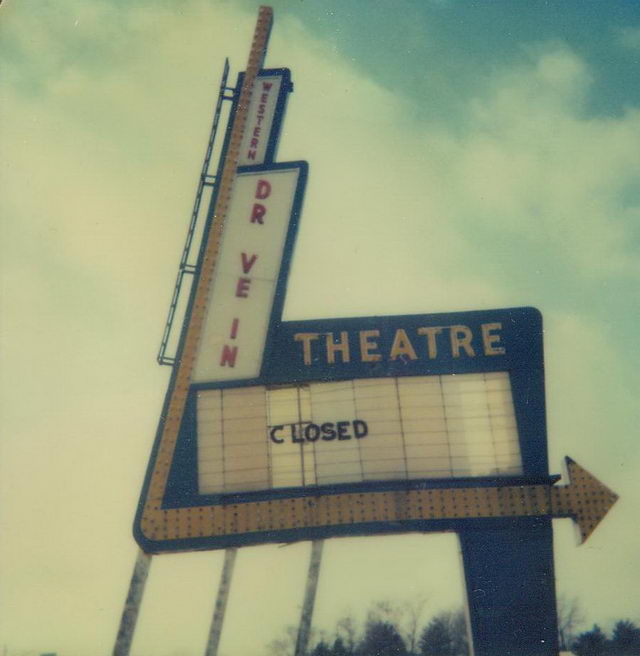 WESTERN
DR VE IN
THEATRE
CLOSED